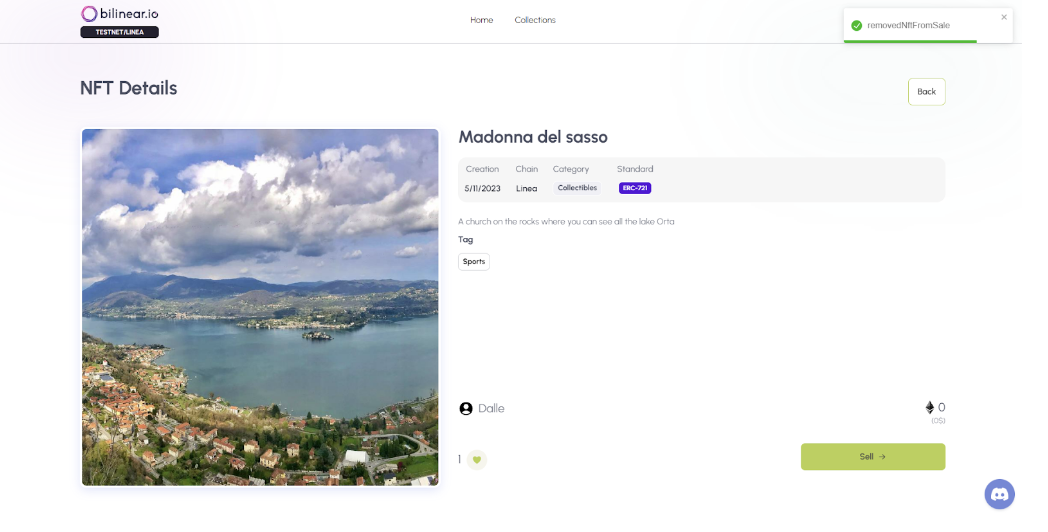 bilinear.io
TESTNET/LINEA
Home Collections
removedNftFromSale
NFT Details
Back
Madonna del sasso
Creation Chain Category Standard
5/11/2023 Linea Collectibles ERC-721
A church on the rocks where you can see all the lake Orta
Tag
Sports
Dalle
0
(0$)
1
Sell →